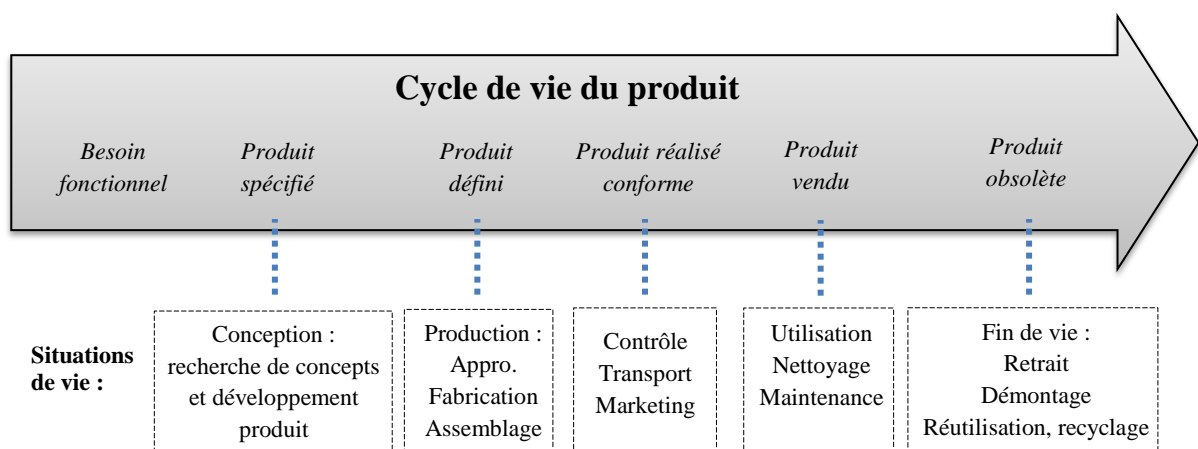 Cycle de vie du produit
Besoin
fonctionnel
Produit
spécifié
Produit
défini
Produit réalisé
conforme
Produit
vendu
Produit
obsolète
Situations
de vie :
Conception :
recherche de concepts
et développement
produit
Production :
Appro.
Fabrication
Assemblage
Contrôle
Transport
Marketing
Utilisation
Nettoyage
Maintenance
Fin de vie :
Retrait
Démontage
Réutilisation, recyclage